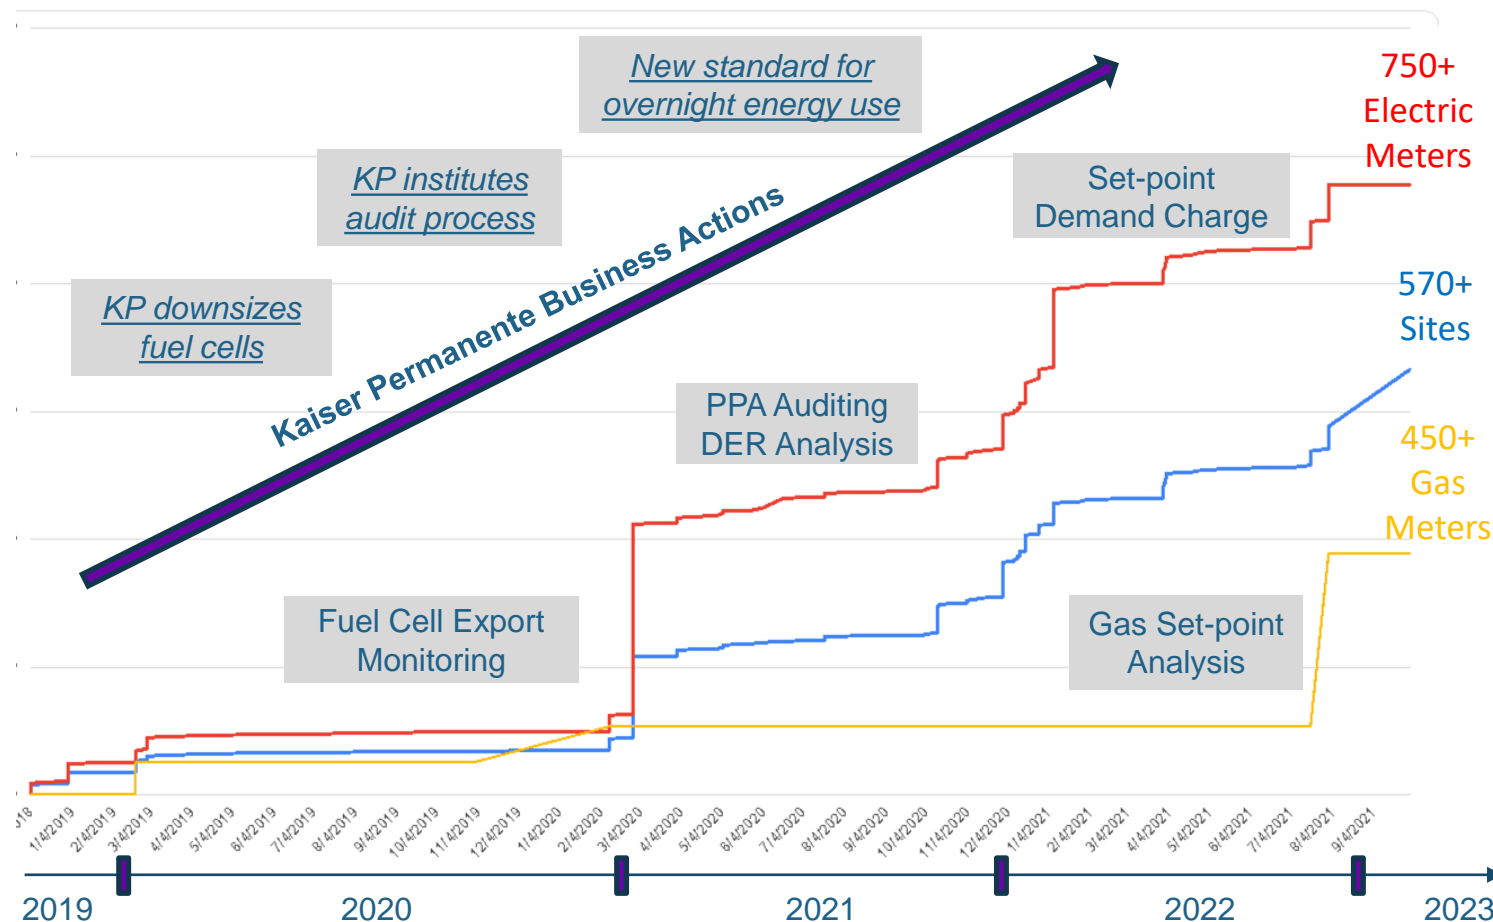 New standard for
overnight energy use
750+
Electric
Meters
KP institutes
audit process
Set-point
Demand Charge
Kaiser Permanente Business Actions
KP downsizes
fuel cells
570+
Sites
PPA Auditing
DER Analysis
450+
Gas
Meters
Fuel Cell Export
Monitoring
Gas Set-point
Analysis
1/4/2019
2/4/2019
3/4/2019
4/4/2019
5/4/2019
6/4/2019
7/4/2019
8/4/2019
9/4/2019
10/4/2019
11/4/2019
12/4/2019
1/4/2020
2/4/2020
3/4/2020
4/4/2020
5/4/2020
6/4/2020
7/4/2020
8/4/2020
9/4/2020
10/4/2020
11/4/2020
12/4/2020
1/4/2021
2/4/2021
3/4/2021
4/4/2021
5/4/2021
6/4/2021
7/4/2021
8/4/2021
9/4/2021
2019
2020
2021
2022
2023